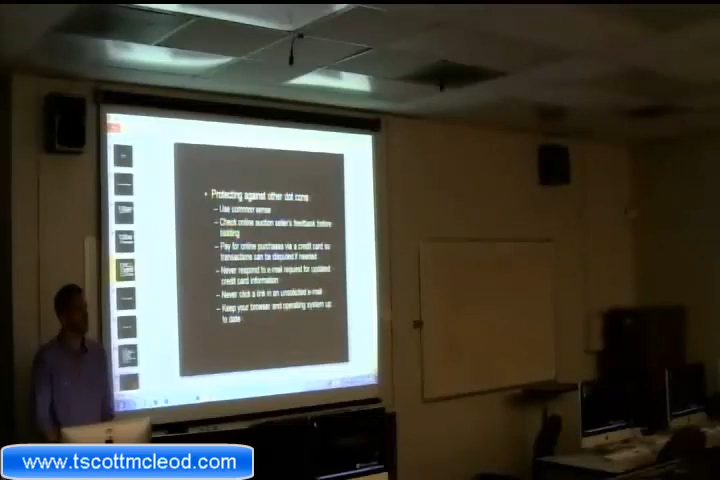 • Protecting against other dot cons
– Use common sense
– Check online auction seller's feedback before
bidding
– Pay for online purchases via a credit card so
transactions can be disputed if needed
– Never respond to e-mail request for updated
credit card information
– Never click a link in an unsolicited e-mail
– Keep your browser and operating system up
to date
www.tscottmcleod.com